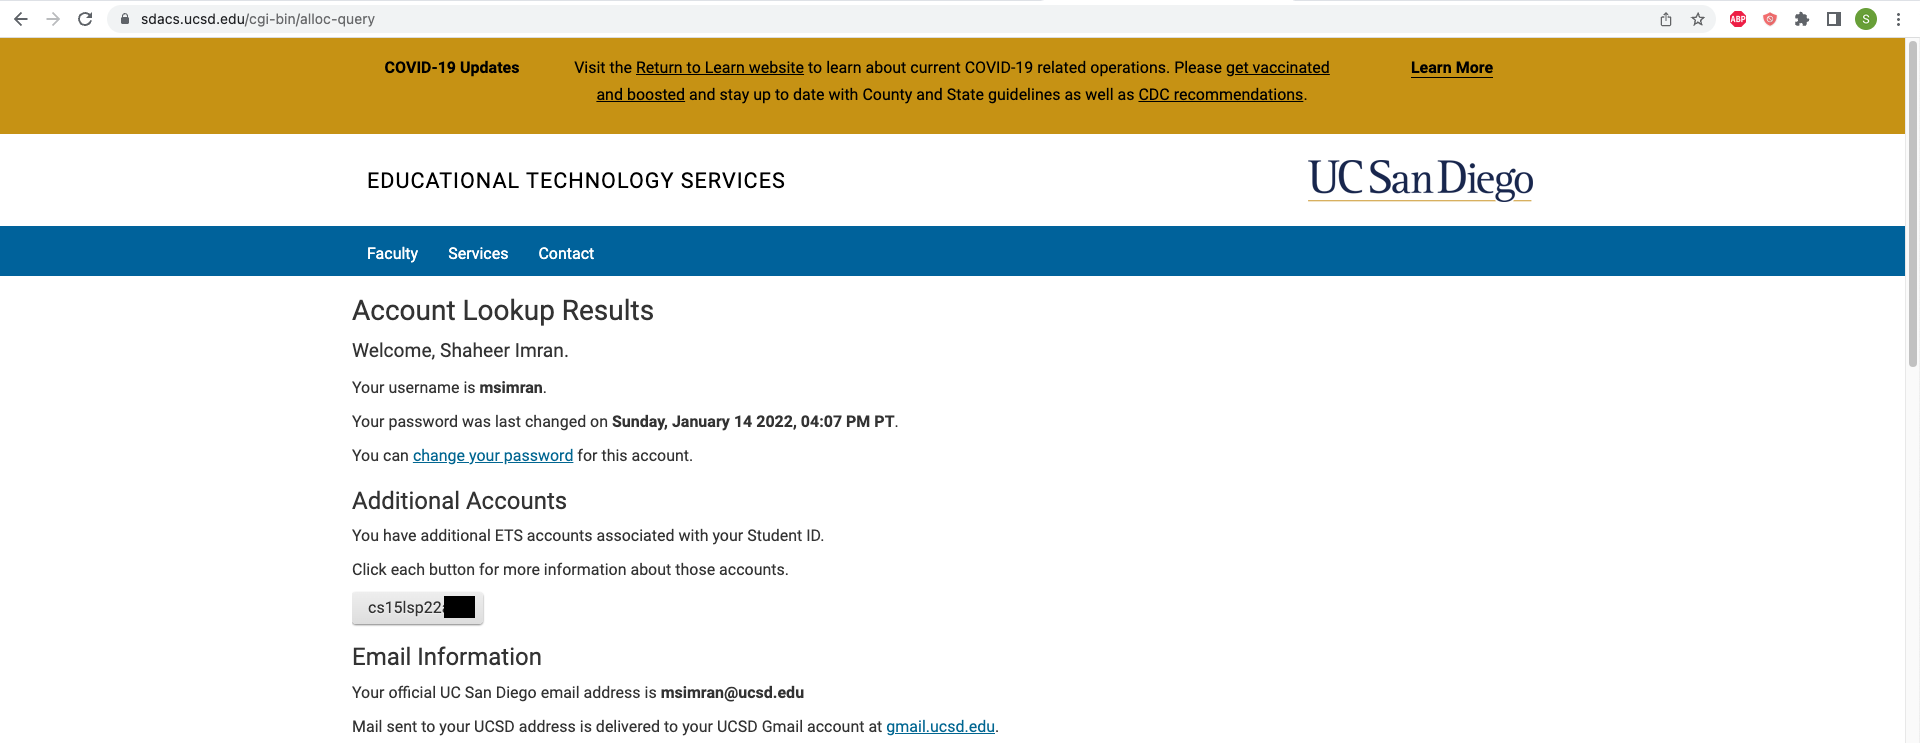 sdacs.ucsd.edu/cgi-bin/alloc-query
ABP
S
COVID-19 Updates
Visit the Return to Learn website to learn about current COVID-19 related operations. Please get vaccinated
and boosted and stay up to date with County and State guidelines as well as CDC recommendations.
Learn More
EDUCATIONAL TECHNOLOGY SERVICES
UC San Diego
Faculty Services Contact
Account Lookup Results
Welcome, Shaheer Imran.
Your username is msimran.
Your password was last changed on Sunday, January 14 2022, 04:07 PM PT.
You can change your password for this account.
Additional Accounts
You have additional ETS accounts associated with your Student ID.
Click each button for more information about those accounts.
cs15lsp22
Email Information
Your official UC San Diego email address is msimran@ucsd.edu
Mail sent to your UCSD address is delivered to your UCSD Gmail account at gmail.ucsd.edu.